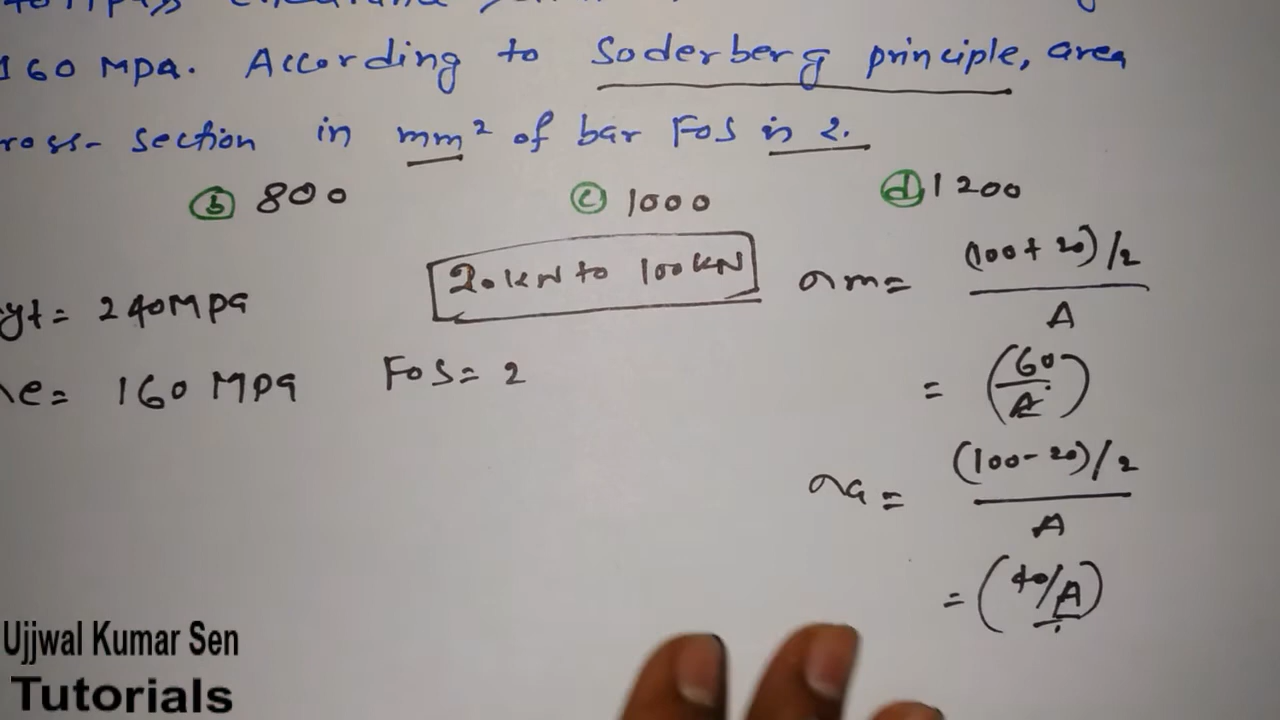 160 MPa. According to Soderberg principle, area
ross- section in mm² of bar FoS is 2.
ⓑ 800 ⓒ 1000 ⓓ 1200
yt = 240MPa
e = 160 MPa
20kN to 100kN
FoS = 2
σm = (100+20)/2
A
= (60/A)
σa = (100-20)/2
A
= (40/A)
Ujjwal Kumar Sen
Tutorials